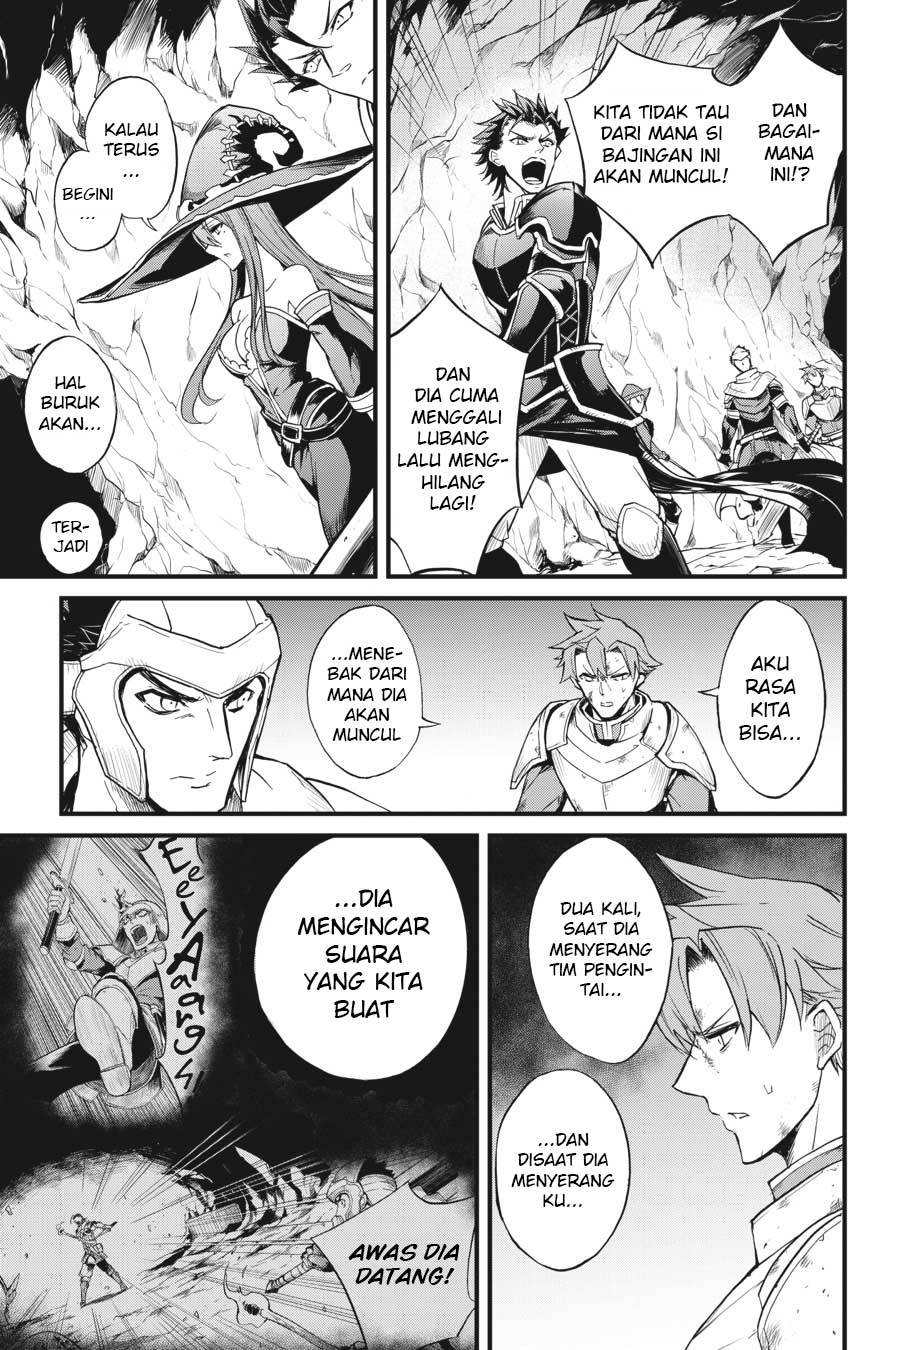 DAN
BAGAI-
MANA
INI!?
KITA TIDAK TAU
DARI MANA SI
BAJINGAN INI
AKAN MUNCUL!
DAN
DIA CUMA
MENGGALI
LUBANG
LALU MENG-
HILANG
LAGI!
KALAU
TERUS
...
BEGINI
...
HAL
BURUK
AKAN...
TER-
JADI
AKU
RASA
KITA
BISA...
...MENE-
BAK DARI
MANA DIA
AKAN
MUNCUL
DUA KALI,
SAAT DIA
MENYERANG
TIM PENGIN-
TAI...
...DAN
DISAAT DIA
MENYERANG
KU...
...DIA
MENGINCAR
SUARA
YANG KITA
BUAT
EeeYAaargs!
AWAS DIA
DATANG!